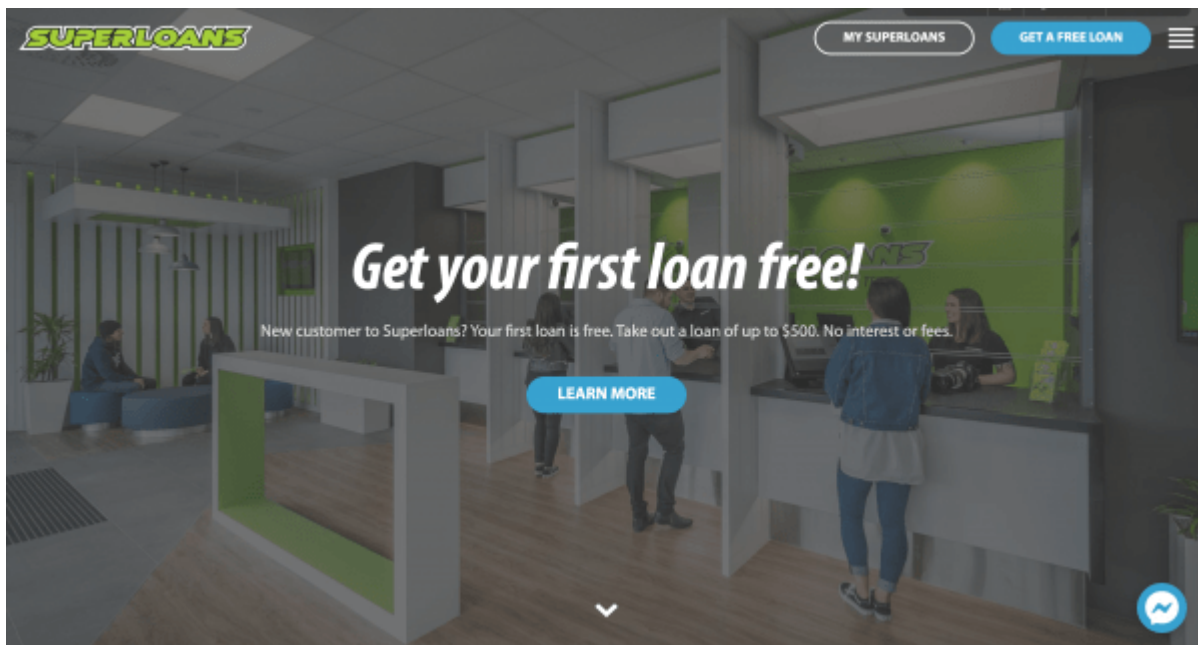 SUPERLOANS
MY SUPERLOANS
GET A FREE LOAN
Get your first loan free!
New customer to Superloans? Your first loan is free. Take out a loan of up to $500. No interest or fees.
LEARN MORE